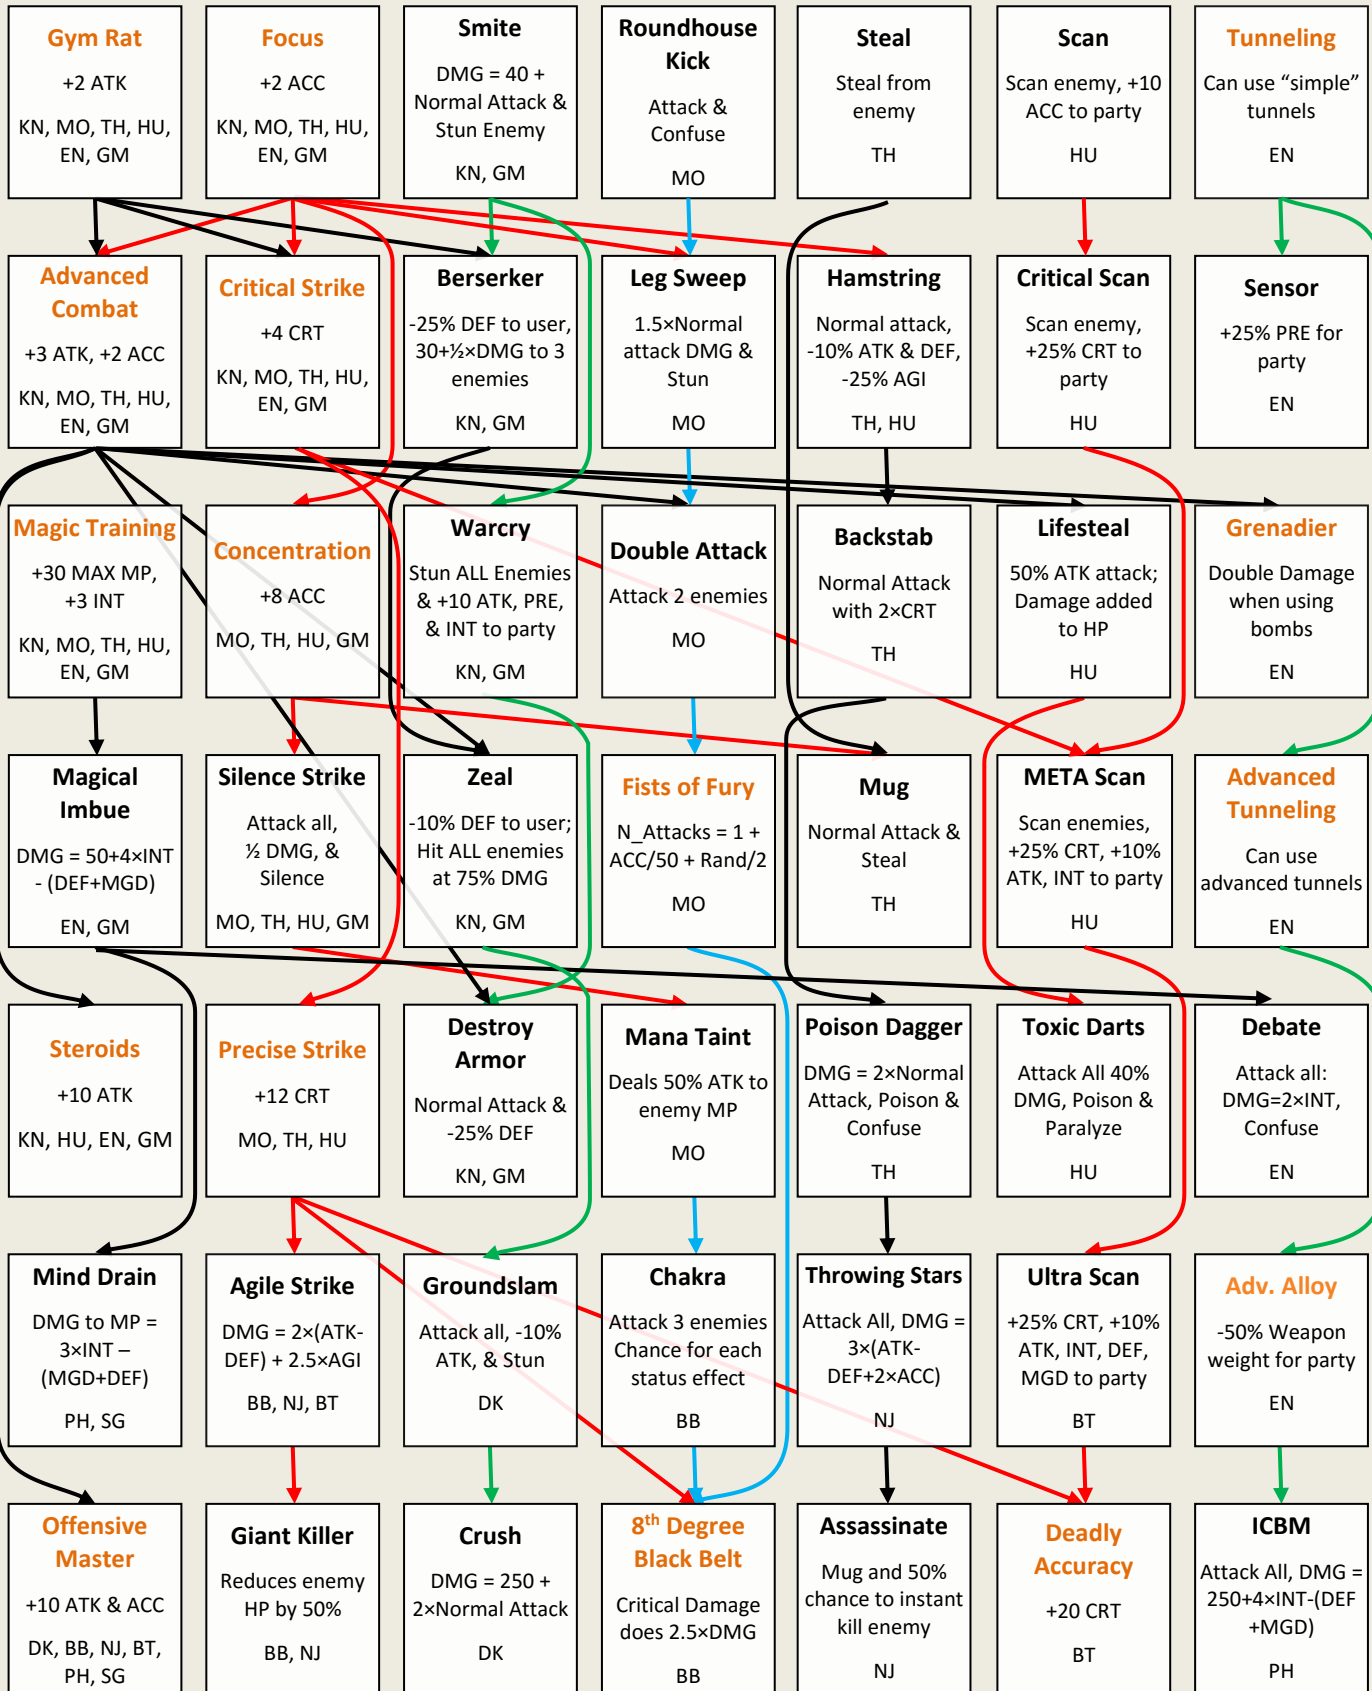 Gym Rat
+2 ATK
KN, MO, TH, HU,
EN, GM
Focus
+2 ACC
KN, MO, TH, HU,
EN, GM
Smite
DMG = 40 +
Normal Attack &
Stun Enemy
KN, GM
Roundhouse
Kick
Attack &
Confuse
MO
Steal
Steal from
enemy
TH
Scan
Scan enemy, +10
ACC to party
HU
Tunneling
Can use “simple”
tunnels
EN
Advanced
Combat
+3 ATK, +2 ACC
KN, MO, TH, HU,
EN, GM
Critical Strike
+4 CRT
KN, MO, TH, HU,
EN, GM
Berserker
-25% DEF to user,
30+½×DMG to 3
enemies
KN, GM
Leg Sweep
1.5×Normal
attack DMG &
Stun
MO
Hamstring
Normal attack,
-10% ATK & DEF,
-25% AGI
TH, HU
Critical Scan
Scan enemy,
+25% CRT to
party
HU
Sensor
+25% PRE for
party
EN
Magic Training
+30 MAX MP,
+3 INT
KN, MO, TH, HU,
EN, GM
Concentration
+8 ACC
MO, TH, HU, GM
Warcry
Stun ALL Enemies
& +10 ATK, PRE,
& INT to party
KN, GM
Double Attack
Attack 2 enemies
MO
Backstab
Normal Attack
with 2×CRT
TH
Lifesteal
50% ATK attack;
Damage added
to HP
HU
Grenadier
Double Damage
when using
bombs
EN
Magical
Imbue
DMG = 50+4×INT
- (DEF+MGD)
EN, GM
Silence Strike
Attack all,
½ DMG, &
Silence
MO, TH, HU, GM
Zeal
-10% DEF to user;
Hit ALL enemies
at 75% DMG
KN, GM
Fists of Fury
N_Attacks = 1 +
ACC/50 + Rand/2
MO
Mug
Normal Attack &
Steal
TH
META Scan
Scan enemies,
+25% CRT, +10%
ATK, INT to party
HU
Advanced
Tunneling
Can use
advanced tunnels
EN
Steroids
+10 ATK
KN, HU, EN, GM
Precise Strike
+12 CRT
MO, TH, HU
Destroy
Armor
Normal Attack &
-25% DEF
KN, GM
Mana Taint
Deals 50% ATK to
enemy MP
MO
Poison Dagger
DMG = 2×Normal
Attack, Poison &
Confuse
TH
Toxic Darts
Attack All 40%
DMG, Poison &
Paralyze
HU
Debate
Attack all:
DMG=2×INT,
Confuse
EN
Mind Drain
DMG to MP =
3×INT –
(MGD+DEF)
PH, SG
Agile Strike
DMG = 2×(ATK-
DEF) + 2.5×AGI
BB, NJ, BT
Groundslam
Attack all, -10%
ATK, & Stun
DK
Chakra
Attack 3 enemies
Chance for each
status effect
BB
Throwing Stars
Attack All, DMG =
3×(ATK-
DEF+2×ACC)
NJ
Ultra Scan
+25% CRT, +10%
ATK, INT, DEF,
MGD to party
BT
Adv. Alloy
-50% Weapon
weight for party
EN
Offensive
Master
+10 ATK & ACC
DK, BB, NJ, BT,
PH, SG
Giant Killer
Reduces enemy
HP by 50%
BB, NJ
Crush
DMG = 250 +
2×Normal Attack
DK
8th Degree
Black Belt
Critical Damage
does 2.5×DMG
BB
Assassinate
Mug and 50%
chance to instant
kill enemy
NJ
Deadly
Accuracy
+20 CRT
BT
ICBM
Attack All, DMG =
250+4×INT-(DEF
+MGD)
PH